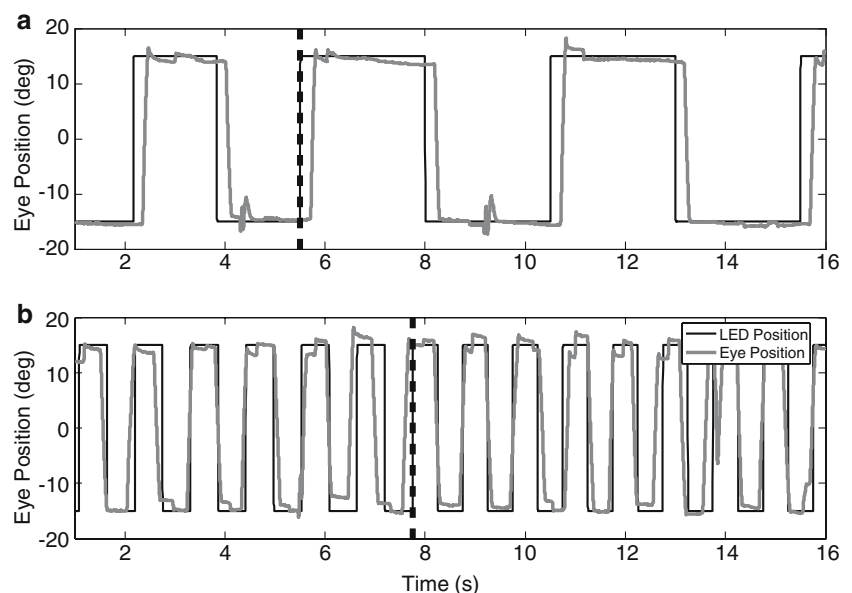 a
20
10
0
-10
-20
Eye Position (deg)
2 4 6 8 10 12 14 16
b
20
10
0
-10
-20
Eye Position (deg)
LED Position
Eye Position
2 4 6 8 10 12 14 16
Time (s)